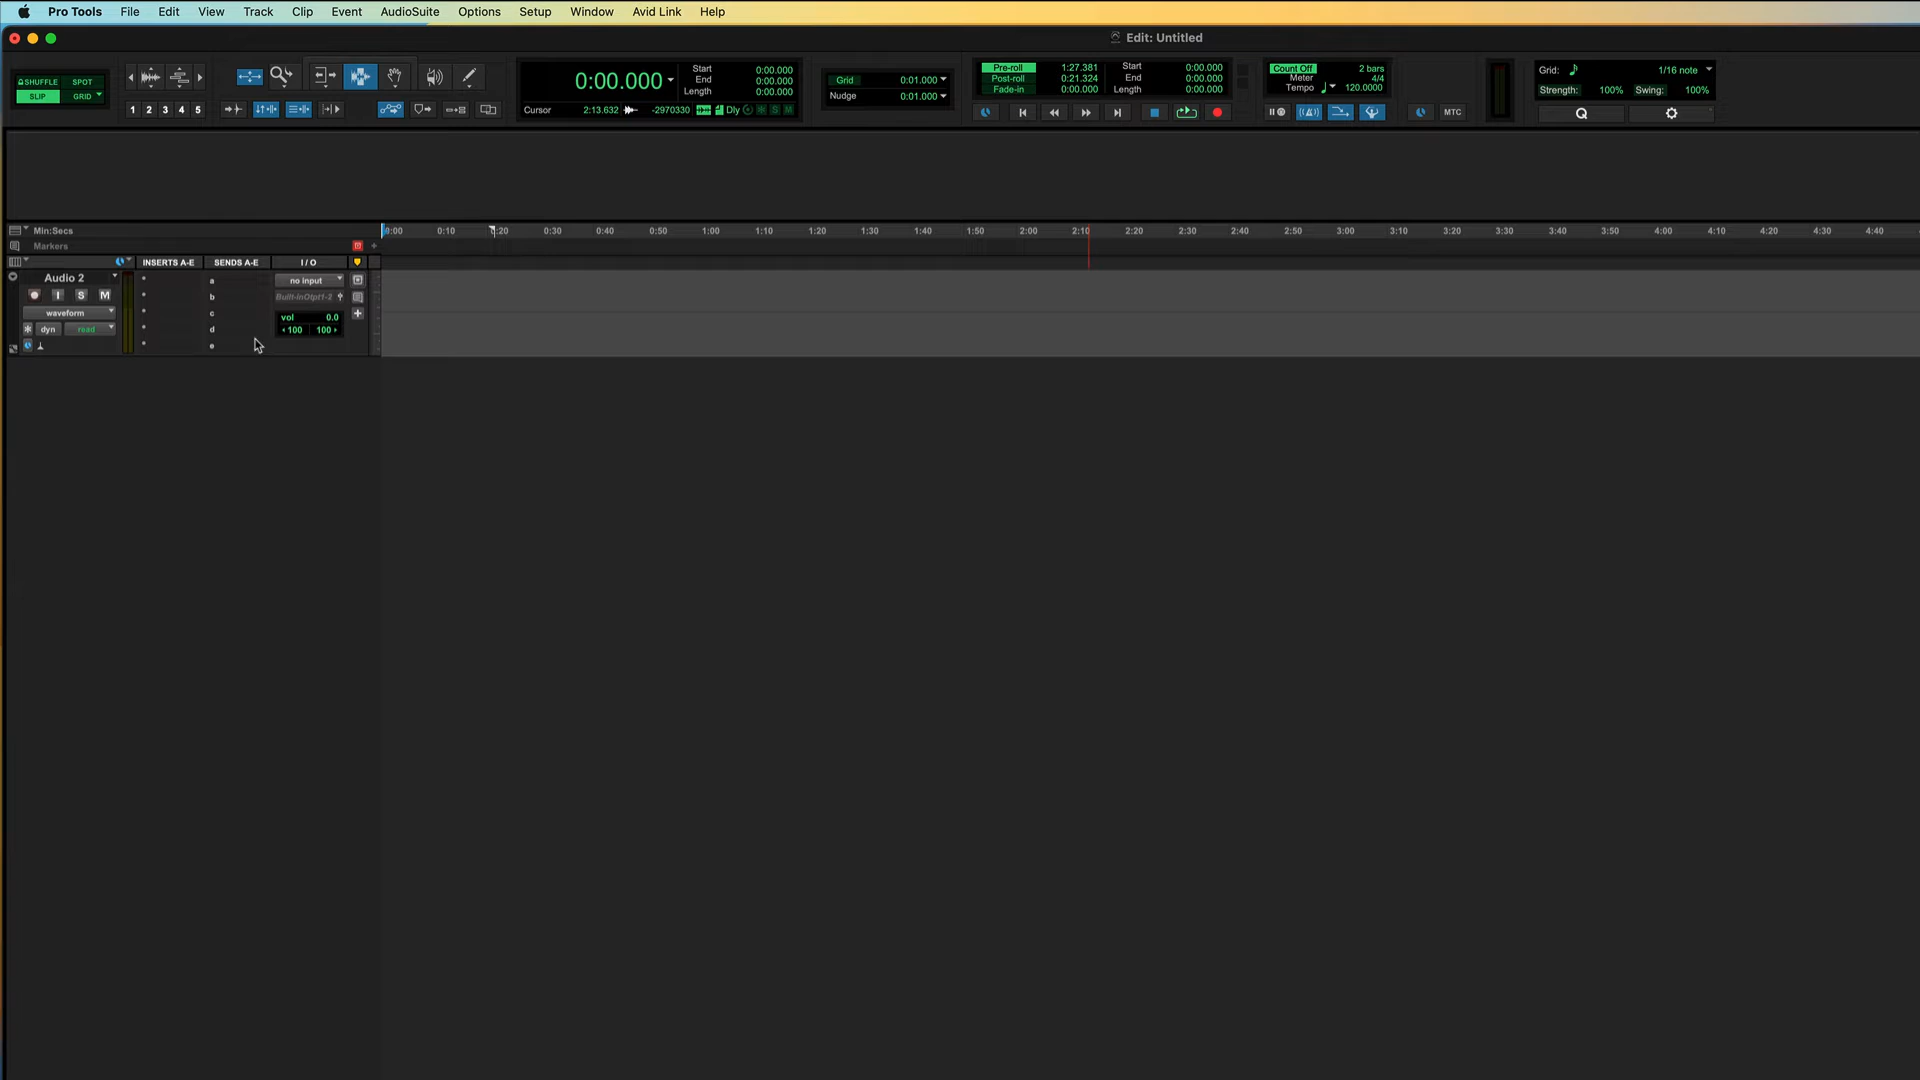 Pro Tools File Edit View Track Clip Event AudioSuite Options Setup Window Avid Link Help
Edit: Untitled
SHUFFLE SPOT
SLIP GRID
1 2 3 4 5
0:00.000
Start 0:00.000
End 0:00.000
Length 0:00.000
Cursor 2:13.632 -2970330 Dly S M
Grid 0:01.000
Nudge 0:01.000
Pre-roll 1:27.381
Post-roll 0:21.324
Fade-in 0:00.000
Start 0:00.000
End 0:00.000
Length 0:00.000
Count Off 2 bars
Meter 4/4
Tempo 120.0000
MTC
Grid: 1/16 note
Strength: 100% Swing: 100%
Q
Min:Secs 0:00 0:10 0:20 0:30 0:40 0:50 1:00 1:10 1:20 1:30 1:40 1:50 2:00 2:10 2:20 2:30 2:40 2:50 3:00 3:10 3:20 3:30 3:40 3:50 4:00 4:10 4:20 4:30 4:40
Markers
INSERTS A-E SENDS A-E I / O
Audio 2
I S M
waveform
dyn read
a
b
c
d
e
no input
Built-inOtpt1-2
vol 0.0
100 100